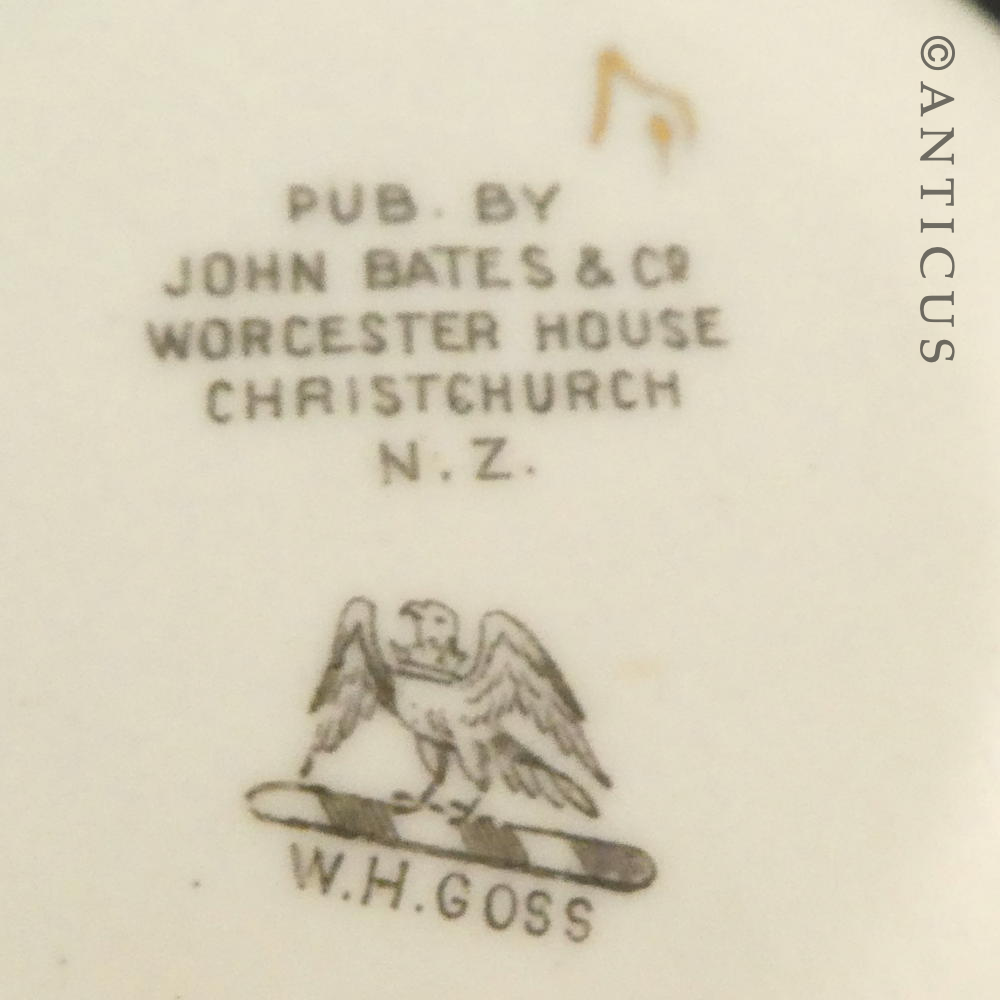 PUB. BY
JOHN BATES & Co
WORCESTER HOUSE
CHRISTCHURCH
N.Z.
W.H.GOSS
© ANTICUS